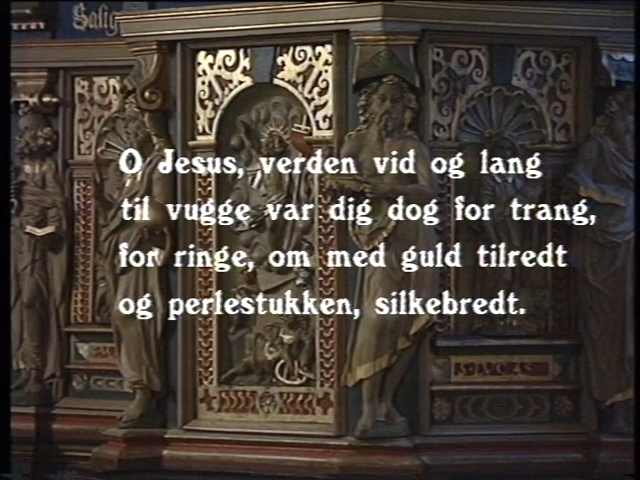 Salig
O Jesus, verden vid og lang
til vugge var dig dog for trang,
for ringe, om med guld tilredt
og perlestukken, silkebredt.